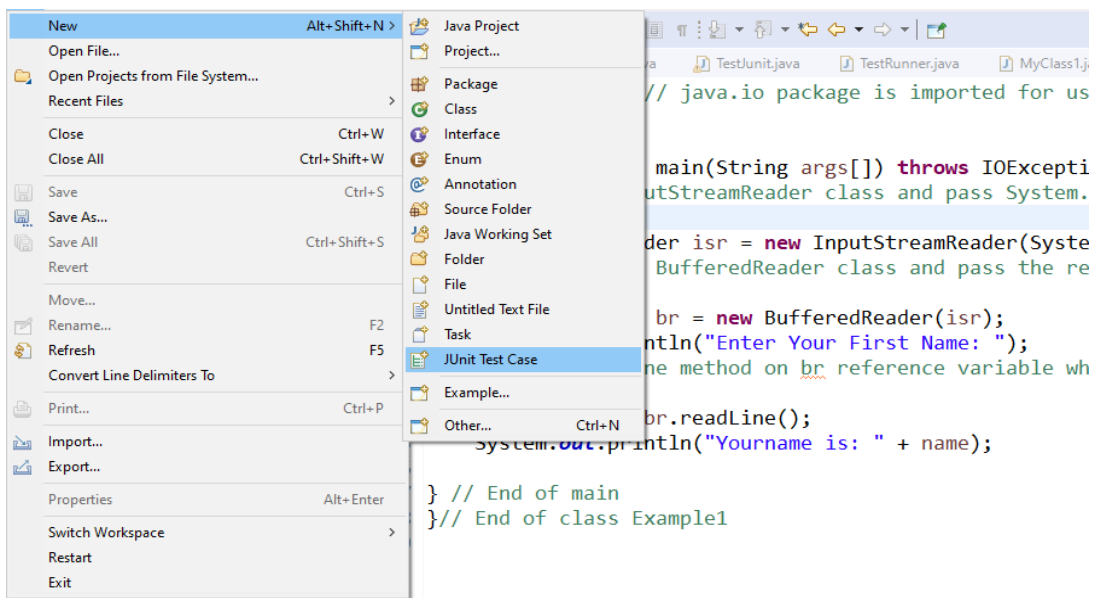 New Alt+Shift+N >
Open File...
Open Projects from File System...
Recent Files >
Close Ctrl+W
Close All Ctrl+Shift+W
Save Ctrl+S
Save As...
Save All Ctrl+Shift+S
Revert
Move...
Rename... F2
Refresh F5
Convert Line Delimiters To >
Print... Ctrl+P
Import...
Export...
Properties Alt+Enter
Switch Workspace >
Restart
Exit
Java Project
Project...
Package
Class
Interface
Enum
Annotation
Source Folder
Java Working Set
Folder
File
Untitled Text File
Task
JUnit Test Case
Example...
Other... Ctrl+N
va TestJunit.java TestRunner.java MyClass1.j
// java.io package is imported for us
main(String args[]) throws IOExcepti
utStreamReader class and pass System.
der isr = new InputStreamReader(Syste
BufferedReader class and pass the re
br = new BufferedReader(isr);
ntln("Enter Your First Name: ");
ne method on br reference variable wh
br.readLine();
System.out.println("Yourname is: " + name);
} // End of main
}// End of class Example1